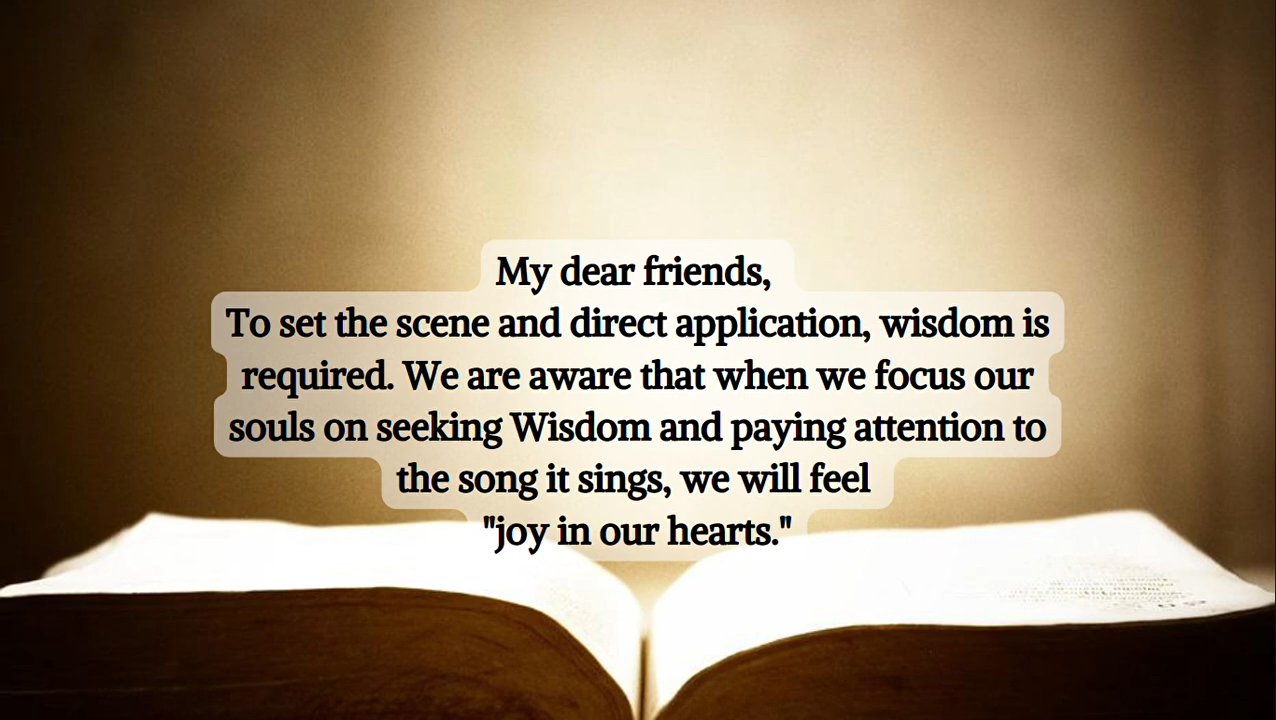 My dear friends,
To set the scene and direct application, wisdom is
required. We are aware that when we focus our
souls on seeking Wisdom and paying attention to
the song it sings, we will feel
"joy in our hearts."